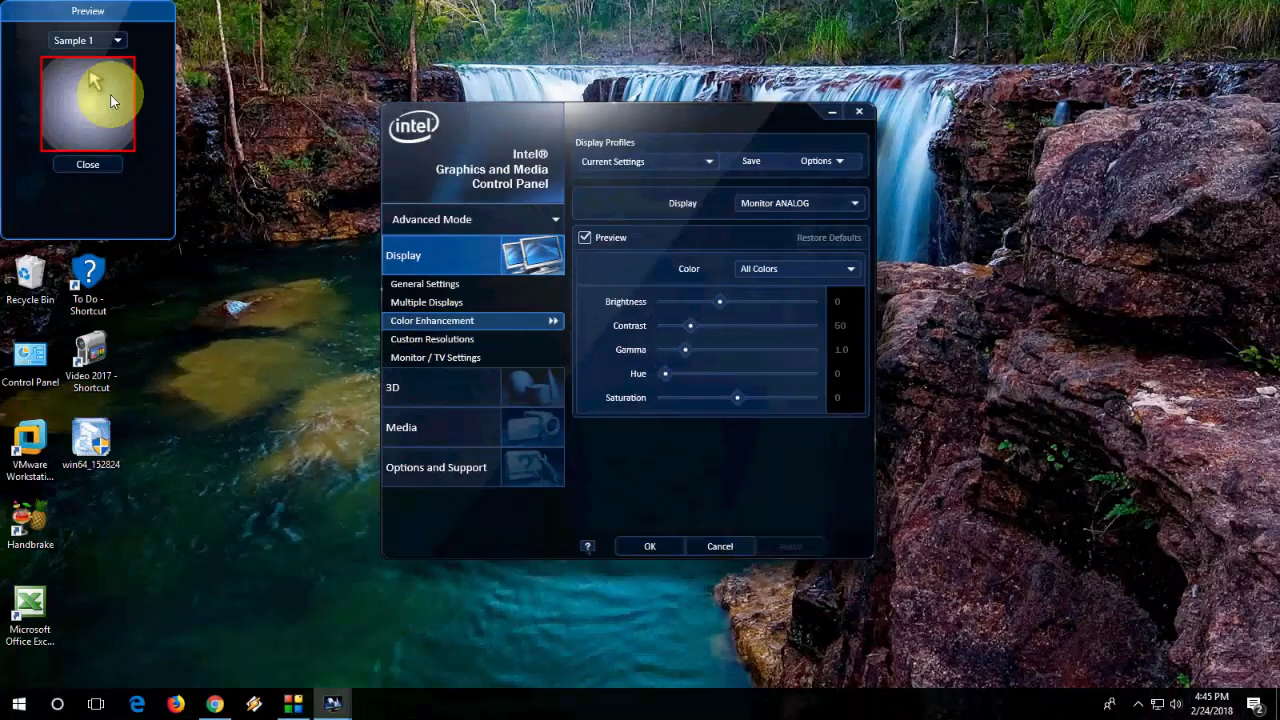 Preview
Sample 1
Close
Recycle Bin
To Do -
Shortcut
Control Panel
Video 2017 -
Shortcut
VMware
Workstati...
win64_152824
Handbrake
Microsoft
Office Exc...
intel
Intel®
Graphics and Media
Control Panel
Advanced Mode
Display
General Settings
Multiple Displays
Color Enhancement
Custom Resolutions
Monitor / TV Settings
3D
Media
Options and Support
Display Profiles
Current Settings
Save
Options
Display
Monitor ANALOG
Preview
Restore Defaults
Color
All Colors
Brightness
0
Contrast
50
Gamma
1.0
Hue
0
Saturation
0
?
OK
Cancel
4:45 PM
2/24/2018
2